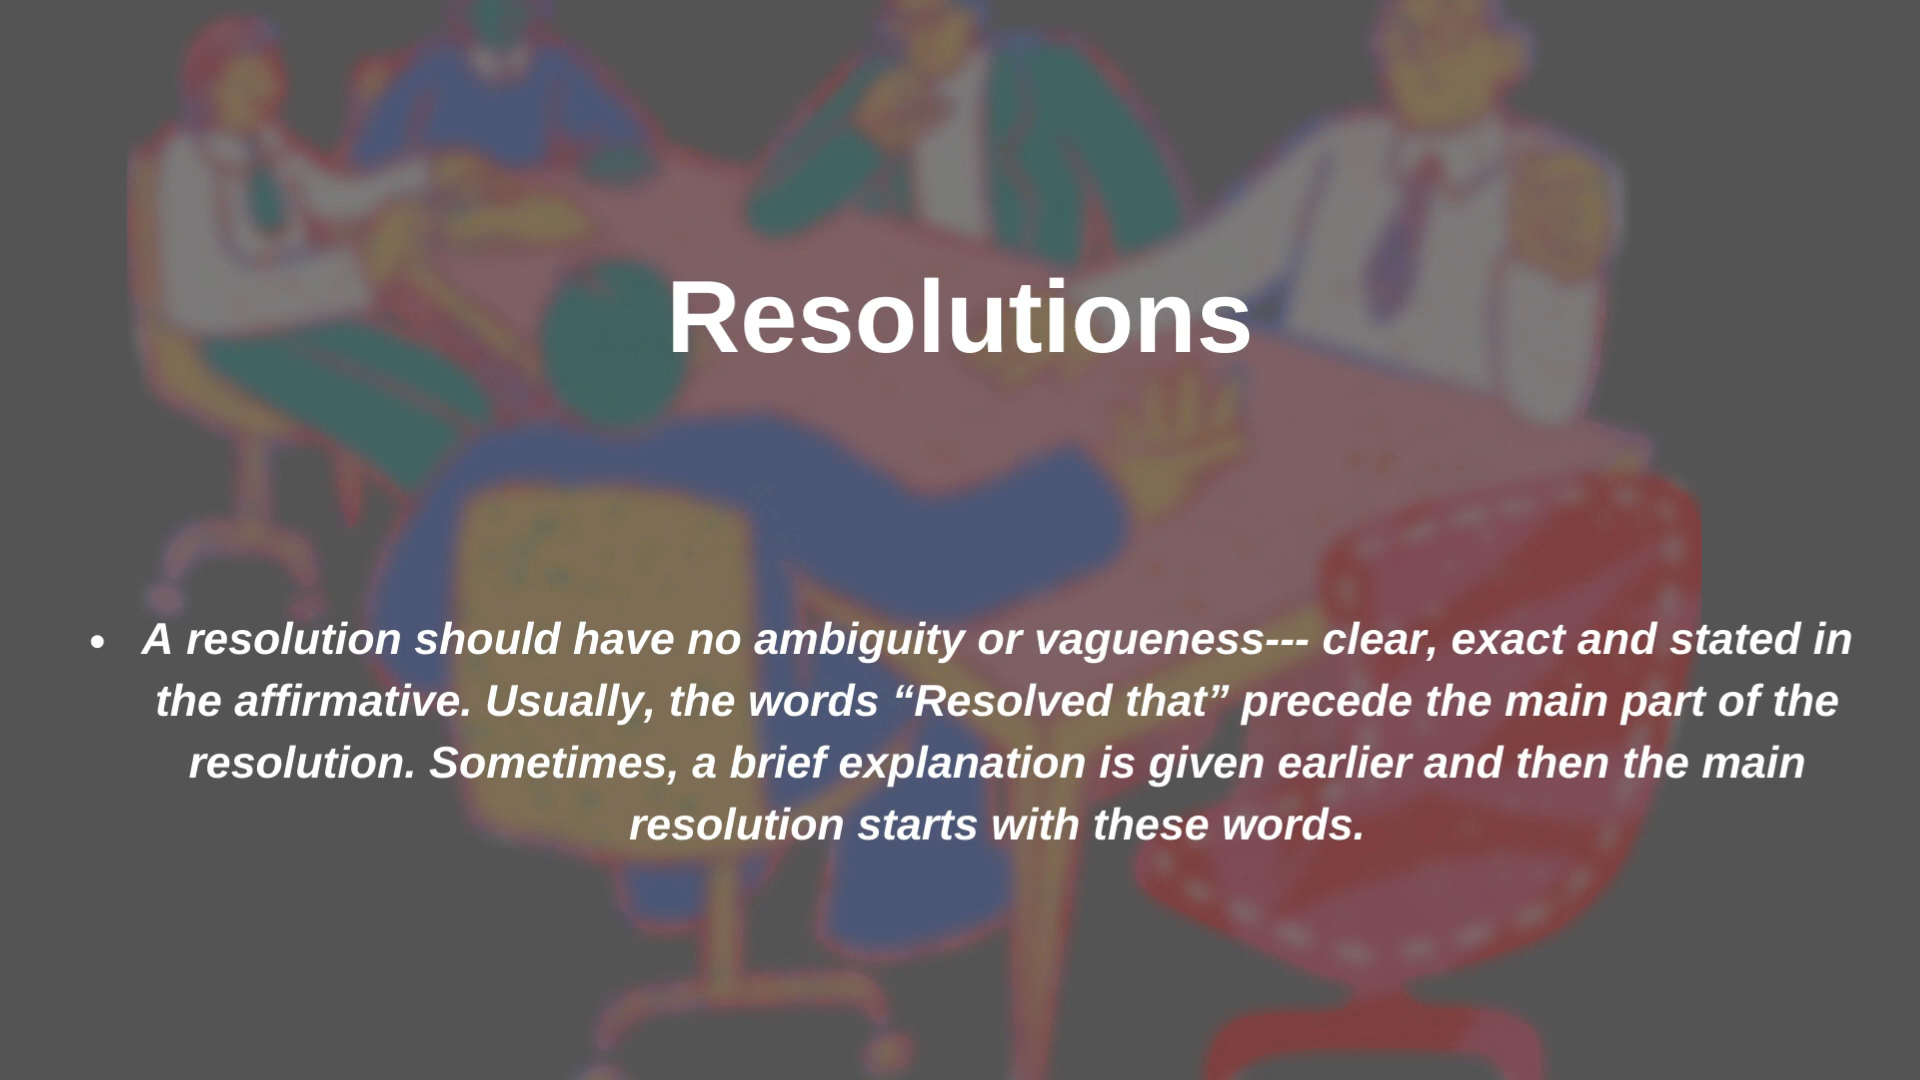 Resolutions
• A resolution should have no ambiguity or vagueness--- clear, exact and stated in
the affirmative. Usually, the words “Resolved that” precede the main part of the
resolution. Sometimes, a brief explanation is given earlier and then the main
resolution starts with these words.